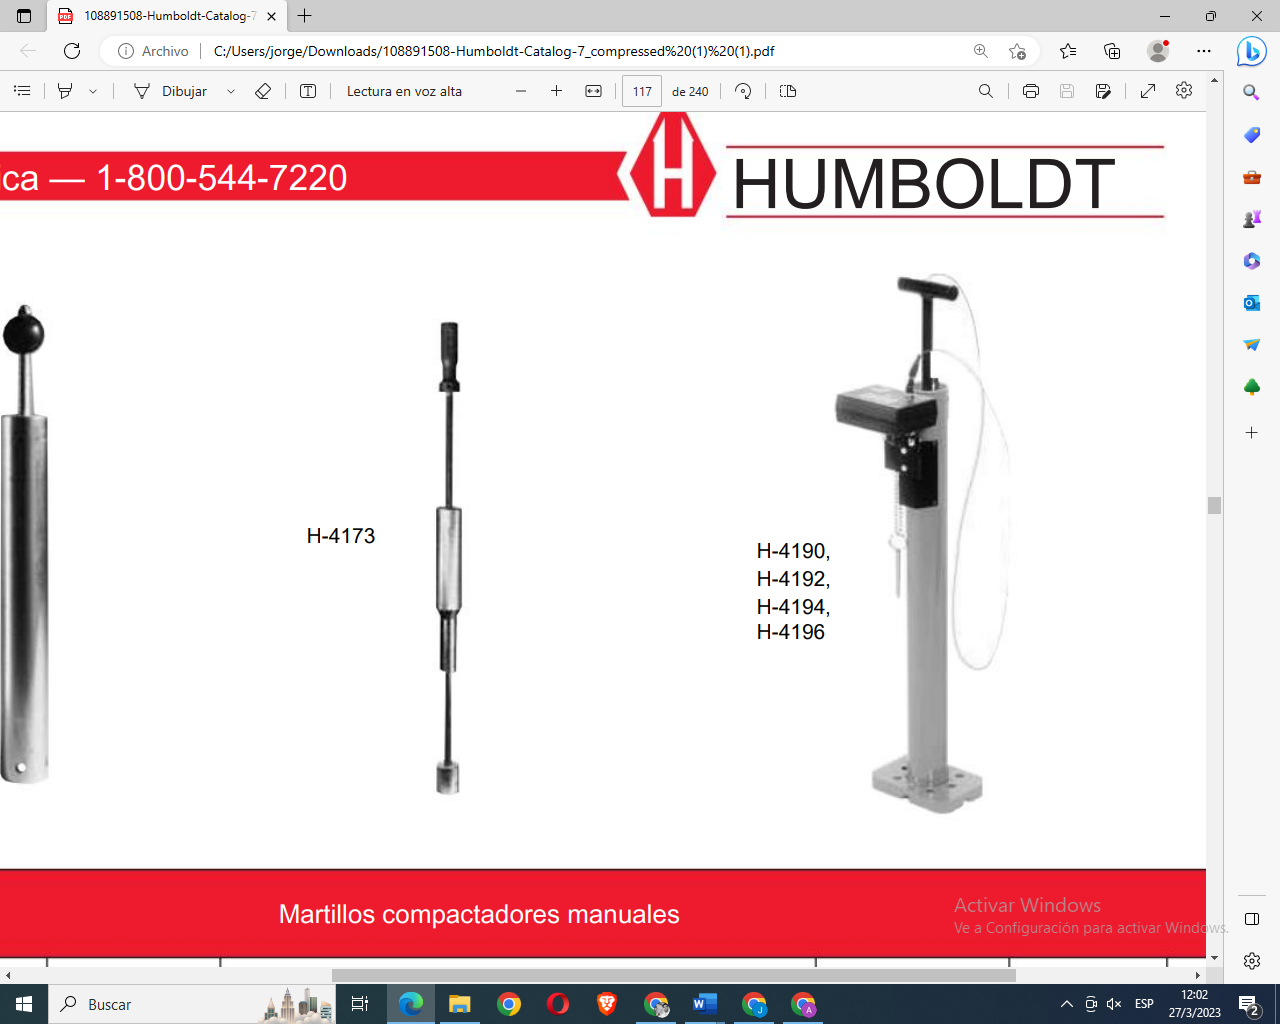 108891508-Humboldt-Catalog-7
Archivo
C:/Users/jorge/Downloads/108891508-Humboldt-Catalog-7_compressed%20(1)%20(1).pdf
Dibujar
Lectura en voz alta
117
de 240
ica — 1-800-544-7220
HUMBOLDT
H-4173
H-4190,
H-4192,
H-4194,
H-4196
Martillos compactadores manuales
Activar Windows
Ve a Configuración para activar Windows.
Buscar
ESP
12:02
27/3/2023
2